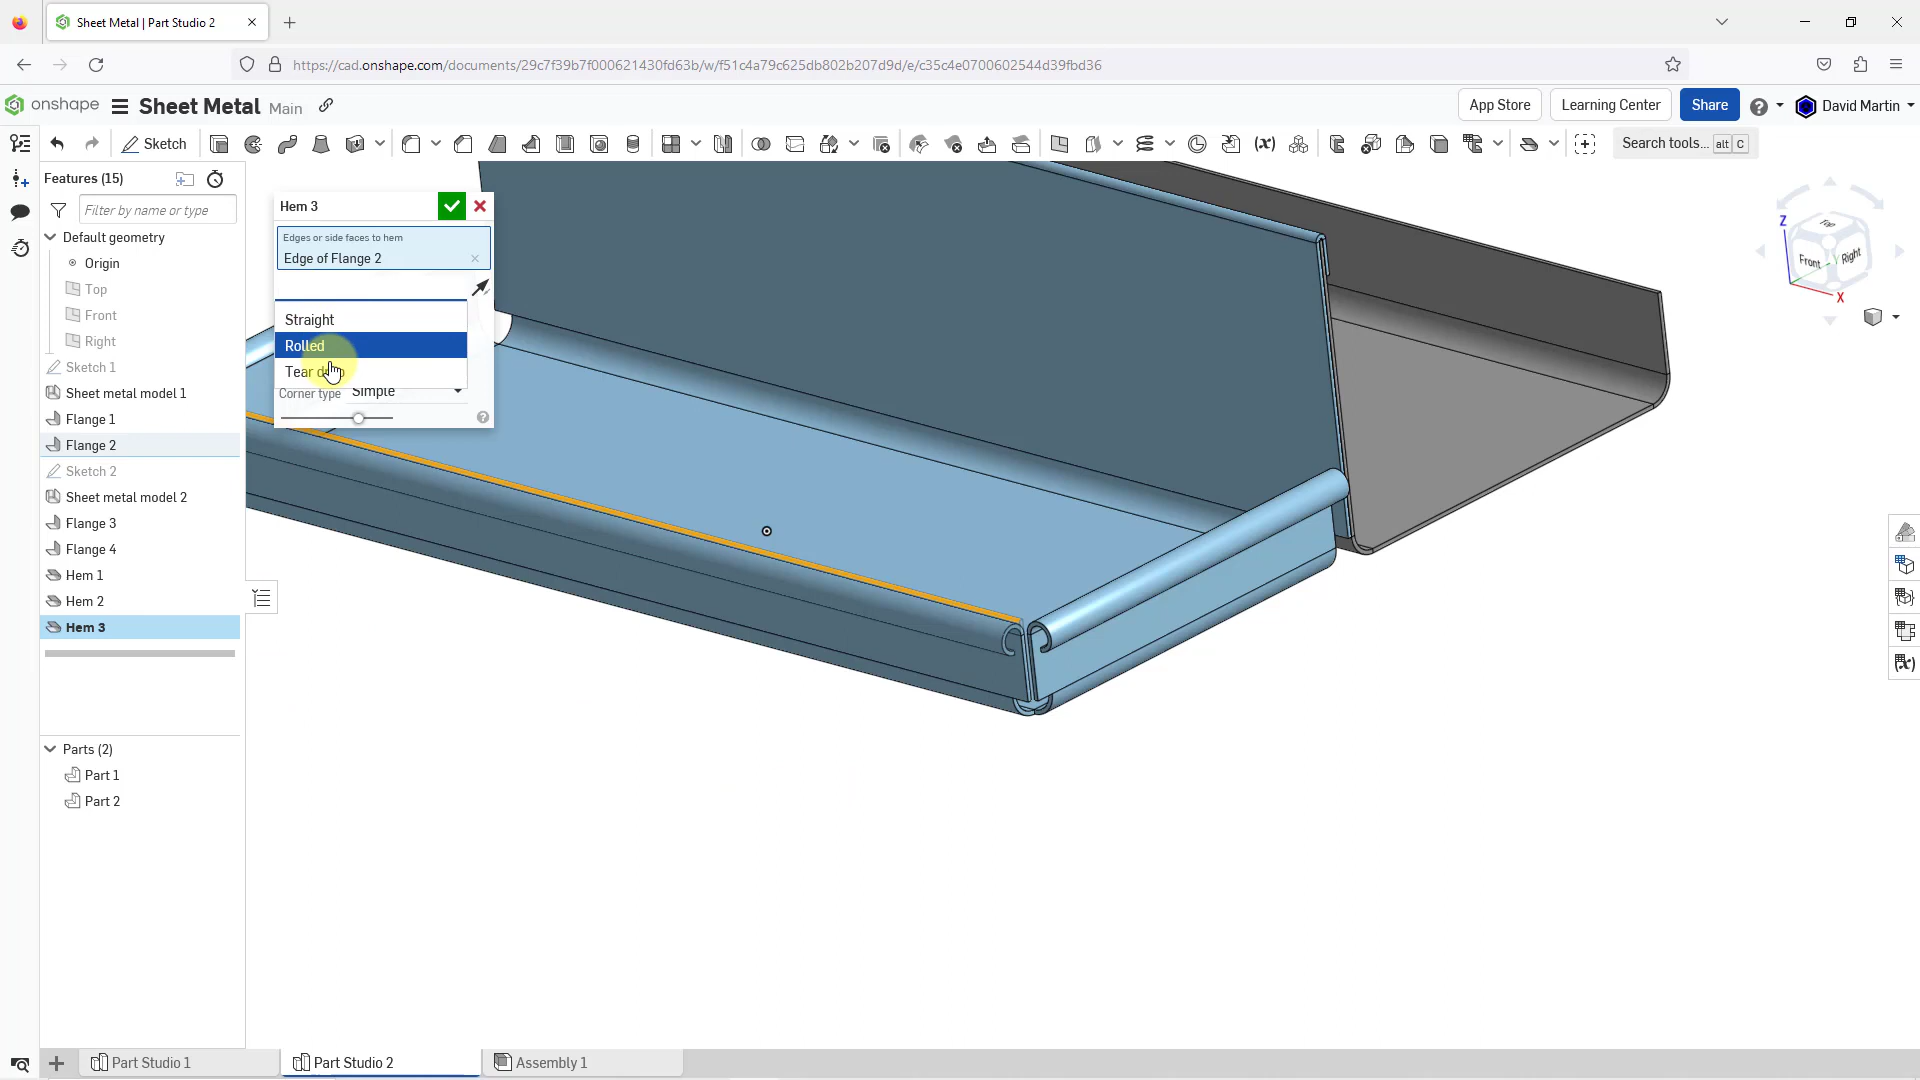 Sheet Metal | Part Studio 2
https://cad.onshape.com/documents/29c7f39b7f000621430fd63b/w/f51c4a79c625db802b207d9d/e/c35c4e0700602544d39fbd36
onshape
Sheet Metal Main
App Store
Learning Center
Share
David Martin
Sketch
Search tools... alt C
Features (15)
Filter by name or type
Default geometry
Origin
Top
Front
Right
Sketch 1
Sheet metal model 1
Flange 1
Flange 2
Sketch 2
Sheet metal model 2
Flange 3
Flange 4
Hem 1
Hem 2
Hem 3
Parts (2)
Part 1
Part 2
Hem 3
Edges or side faces to hem
Edge of Flange 2
Straight
Rolled
Tear drop
Corner type Simple
Z
Top
Front
Right
Y
X
Part Studio 1
Part Studio 2
Assembly 1